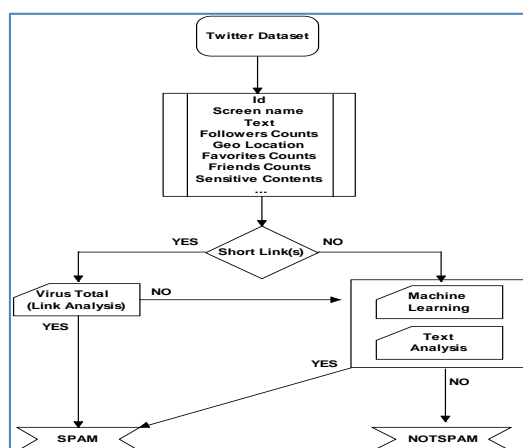 Twitter Dataset
Id
Screen name
Text
Followers Counts
Geo Location
Favorites Counts
Friends Counts
Sensitive Contents
...
YES
Short Link(s)
NO
Virus Total
(Link Analysis)
NO
YES
Machine
Learning
Text
Analysis
YES
NO
SPAM
NOTSPAM